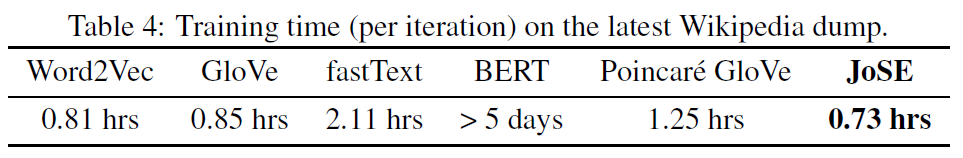 Table 4: Training time (per iteration) on the latest Wikipedia dump.
Word2Vec GloVe fastText BERT Poincaré GloVe JoSE
0.81 hrs 0.85 hrs 2.11 hrs > 5 days 1.25 hrs 0.73 hrs